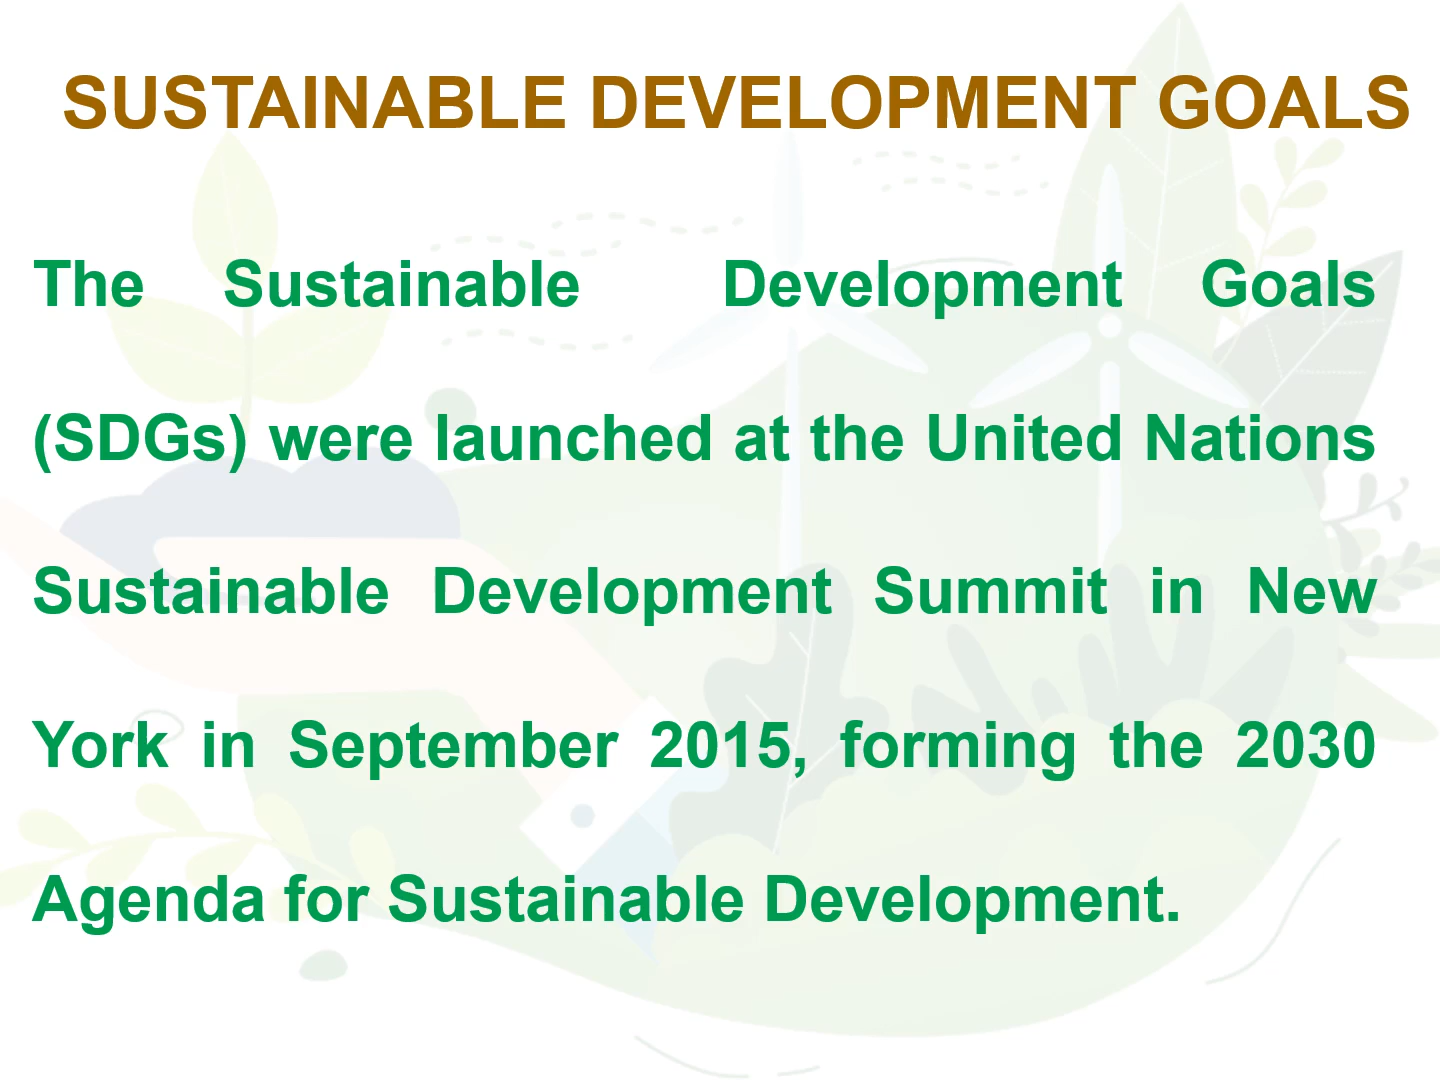 SUSTAINABLE DEVELOPMENT GOALS
The Sustainable Development Goals
(SDGs) were launched at the United Nations
Sustainable Development Summit in New
York in September 2015, forming the 2030
Agenda for Sustainable Development.